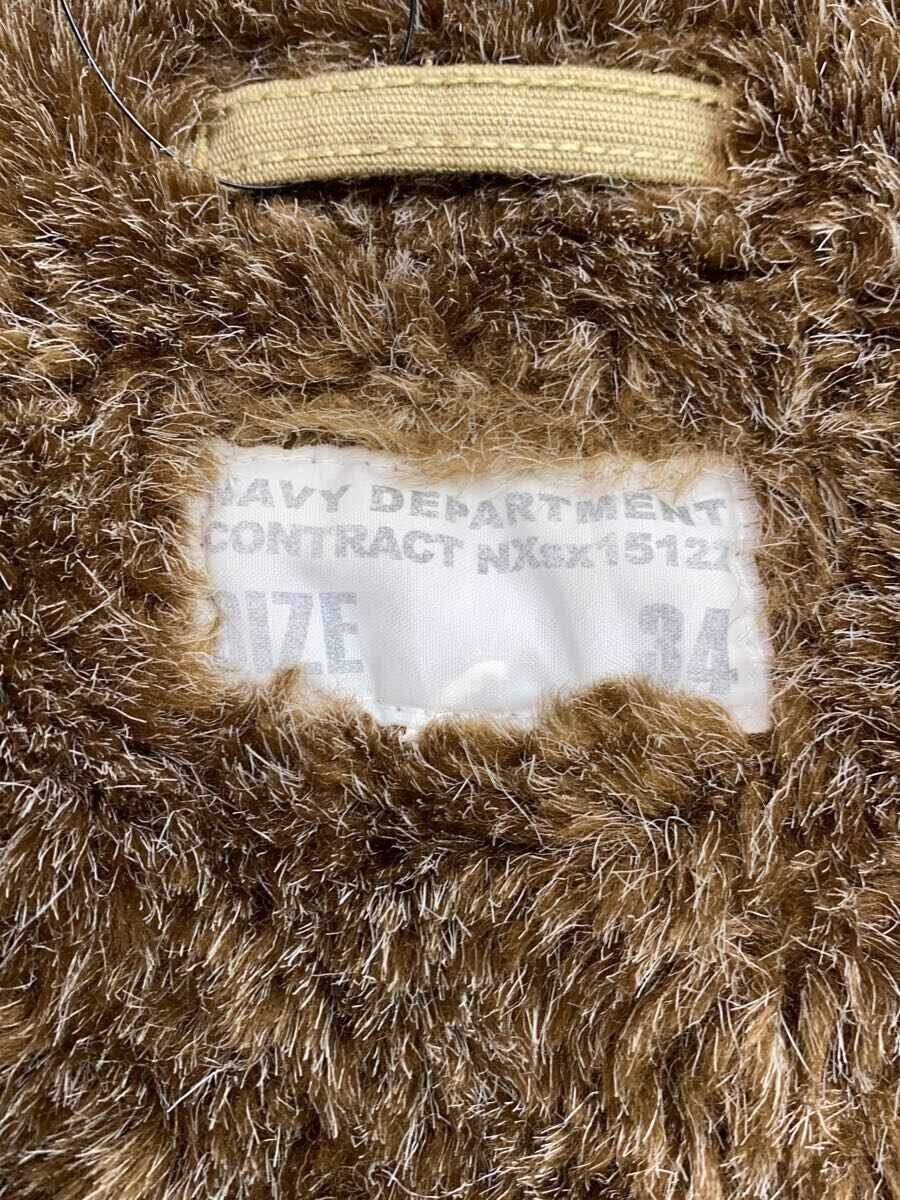 NAVY DEPARTMENT
CONTRACT NXsx15122
SIZE 34